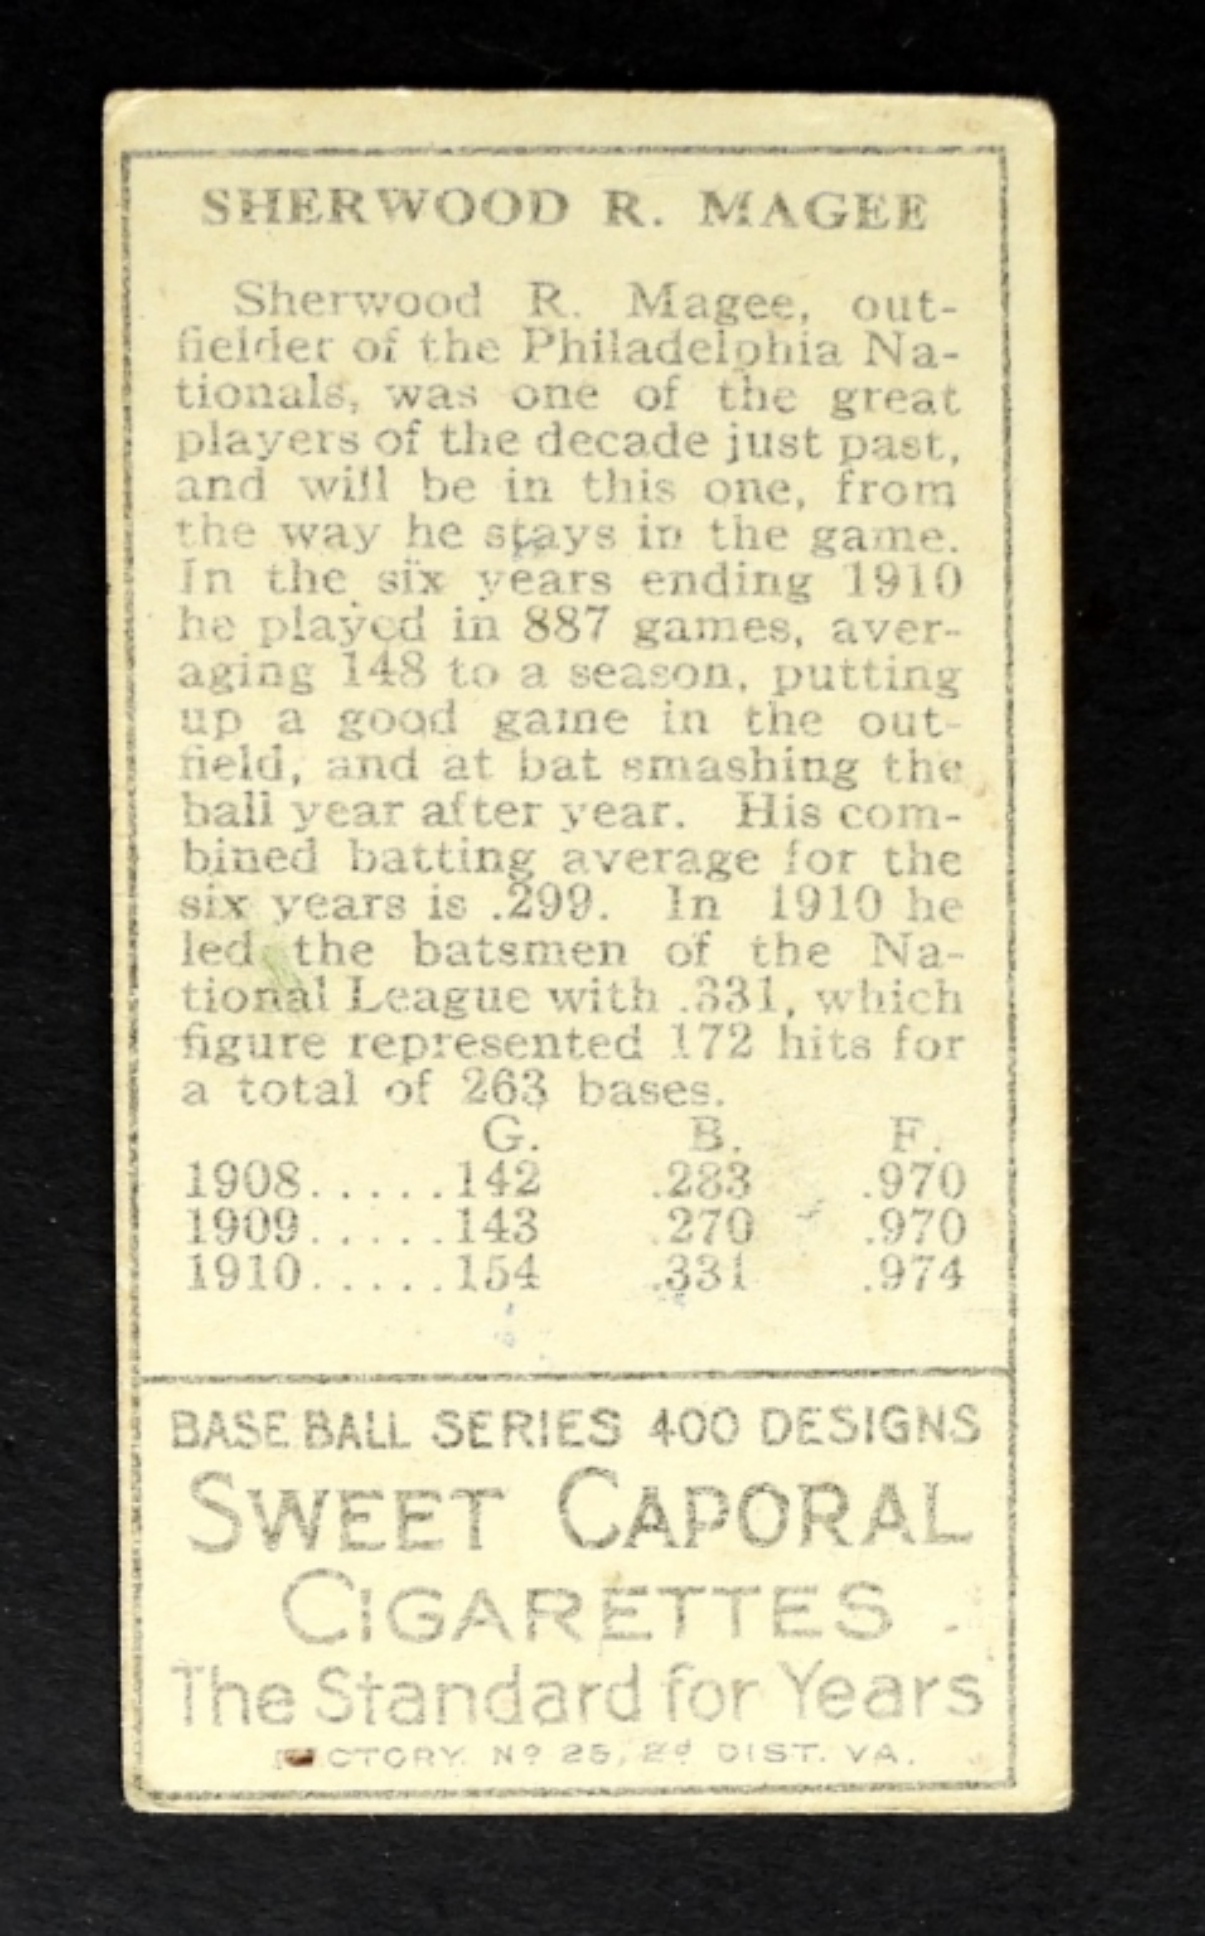 SHERWOOD R. MAGEE
Sherwood R. Magee, out-
fielder of the Philadelphia Na-
tionals, was one of the great
players of the decade just past,
and will be in this one, from
the way he stays in the game.
In the six years ending 1910
he played in 887 games, aver-
aging 148 to a season, putting
up a good game in the out-
field, and at bat smashing the
ball year after year. His com-
bined batting average for the
six years is .299. In 1910 he
led the batsmen of the Na-
tional League with .331, which
figure represented 172 hits for
a total of 263 bases.
G. B. F.
1908......142 .283 .970
1909......143 .270 .970
1910......154 .331 .974
BASE BALL SERIES 400 DESIGNS
SWEET CAPORAL
CIGARETTES
The Standard for Years
FACTORY Nº 25, 2d DIST. VA.